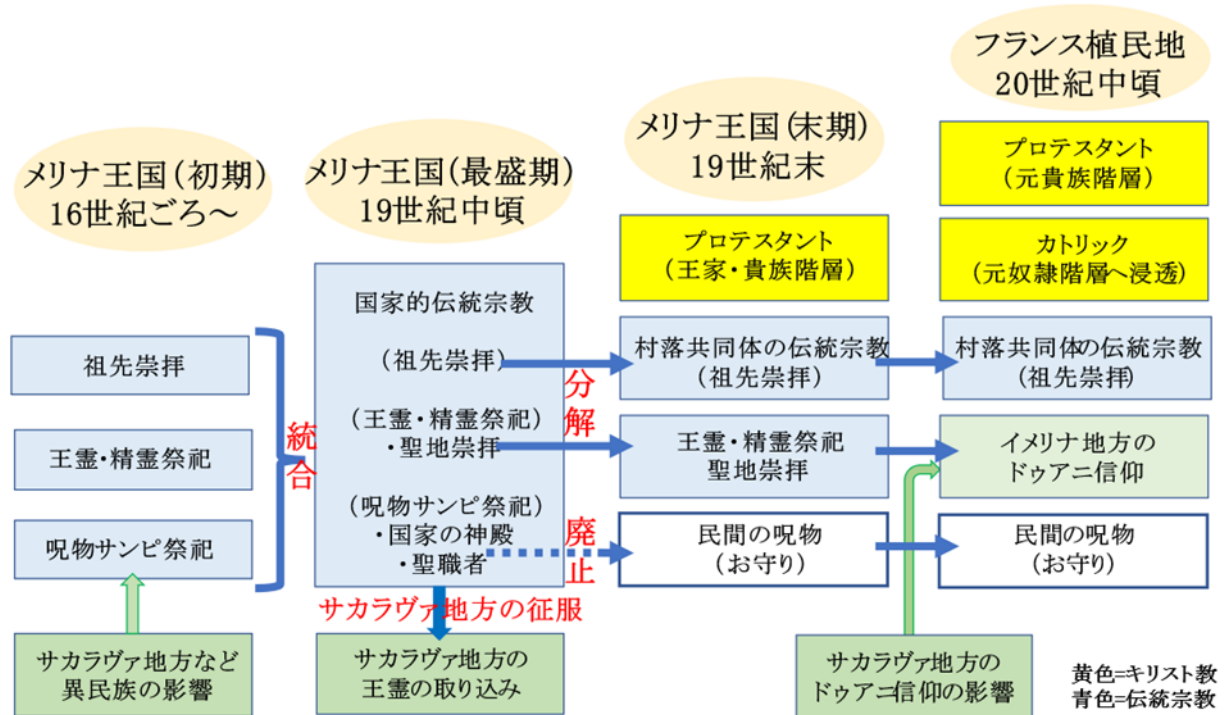 メリナ王国(初期)
16世紀ごろ～
祖先崇拝
王霊・精霊祭祀
呪物サンピ祭祀
サカラヴァ地方など
異民族の影響
統
合
メリナ王国(最盛期)
19世紀中頃
国家的伝統宗教
(祖先崇拝)
(王霊・精霊祭祀)
・聖地崇拝
(呪物サンピ祭祀)
・国家の神殿
・聖職者
サカラヴァ地方の征服
サカラヴァ地方の
王霊の取り込み
分
解
廃
止
メリナ王国(末期)
19世紀末
プロテスタント
(王家・貴族階層)
村落共同体の伝統宗教
(祖先崇拝)
王霊・精霊祭祀
聖地崇拝
民間の呪物
(お守り)
サカラヴァ地方の
ドゥアニ信仰の影響
フランス植民地
20世紀中頃
プロテスタント
(元貴族階層)
カトリック
(元奴隷階層へ浸透)
村落共同体の伝統宗教
(祖先崇拝)
イメリナ地方の
ドゥアニ信仰
民間の呪物
(お守り)
黄色=キリスト教
青色=伝統宗教